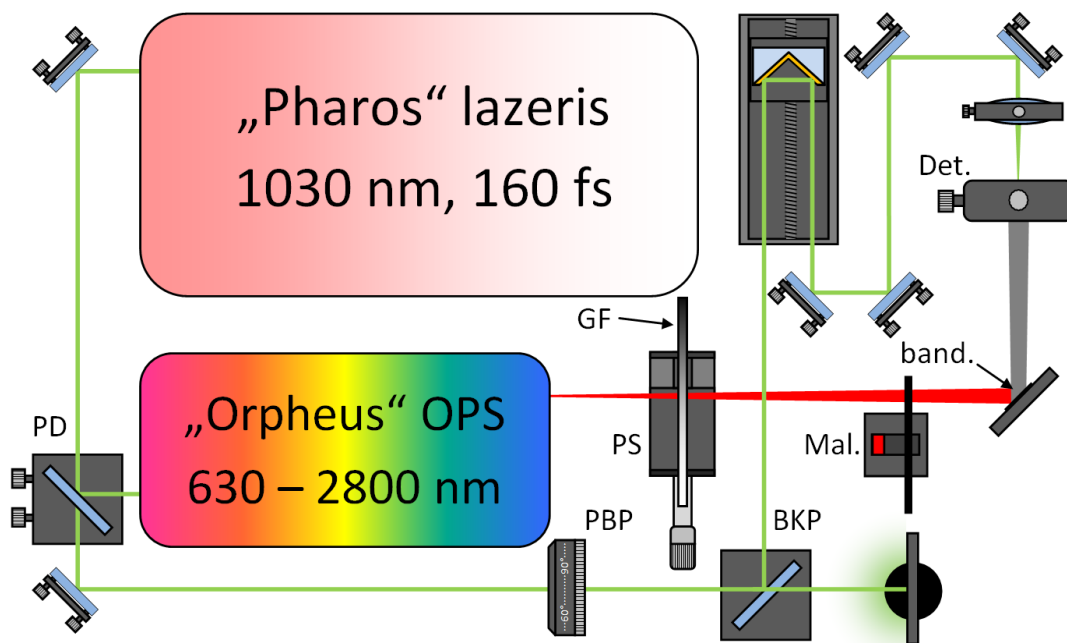 „Pharos“ lazeris
1030 nm, 160 fs
Det.
GF
band.
„Orpheus“ OPS
630 – 2800 nm
PD
PS
Mal.
PBP
BKP
90°
60°